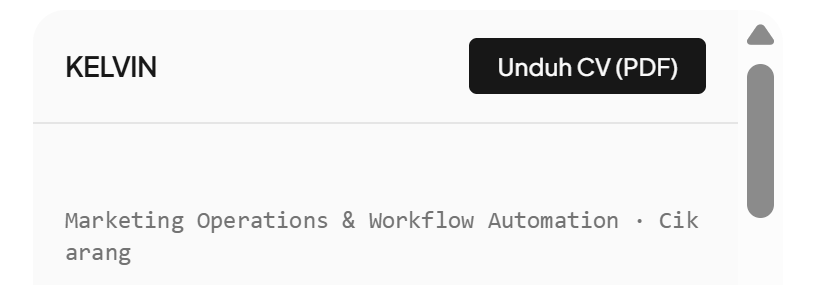 KELVIN
Unduh CV (PDF)
Marketing Operations & Workflow Automation · Cik
arang